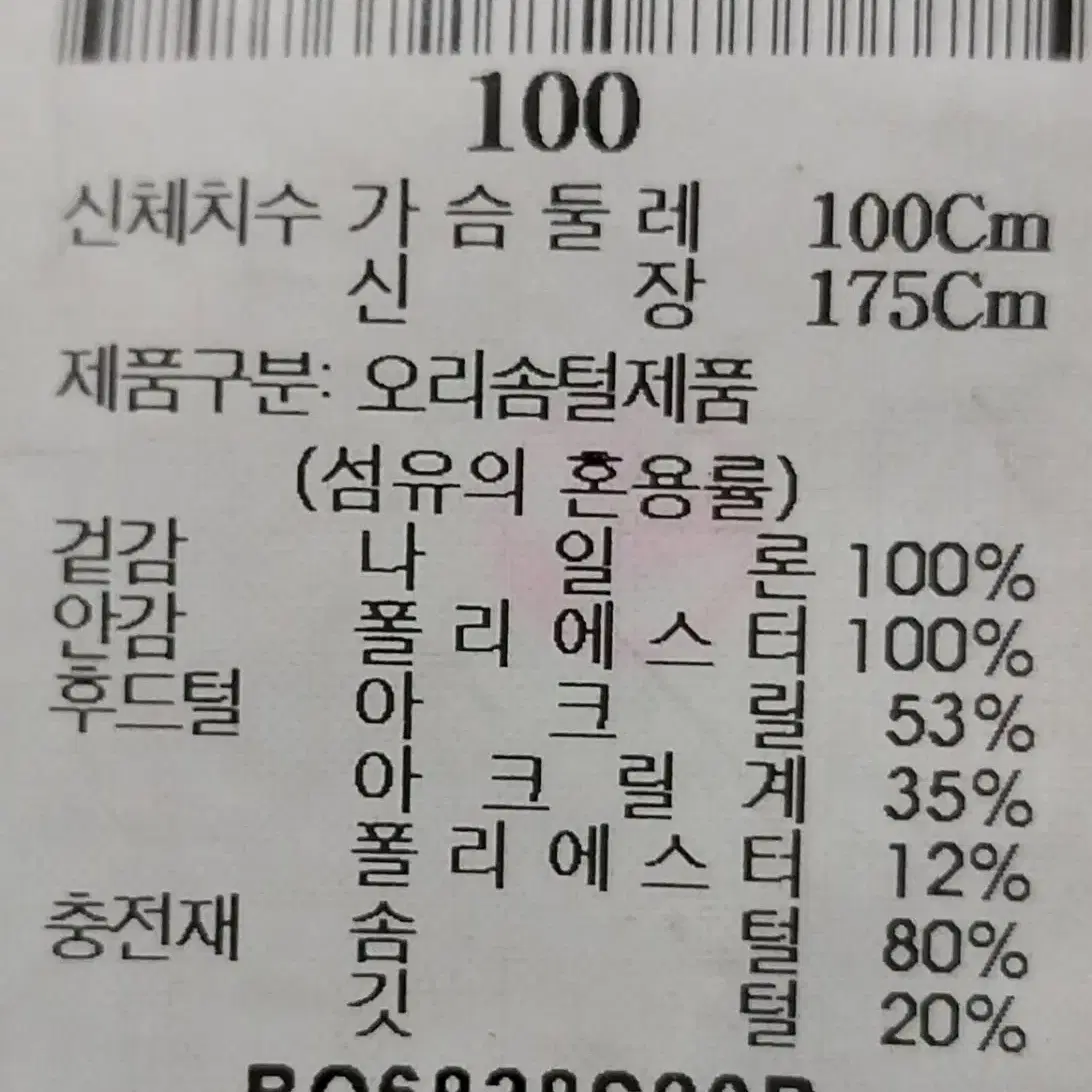 100
신체치수 가슴둘레 100Cm
신장 175Cm
제품구분: 오리솜털제품
(섬유의 혼용률)
겉감 나일론 100%
안감 폴리에스터 100%
후드털 아크릴 53%
아크릴계 35%
폴리에스터 12%
충전재 솜털 80%
깃털 20%